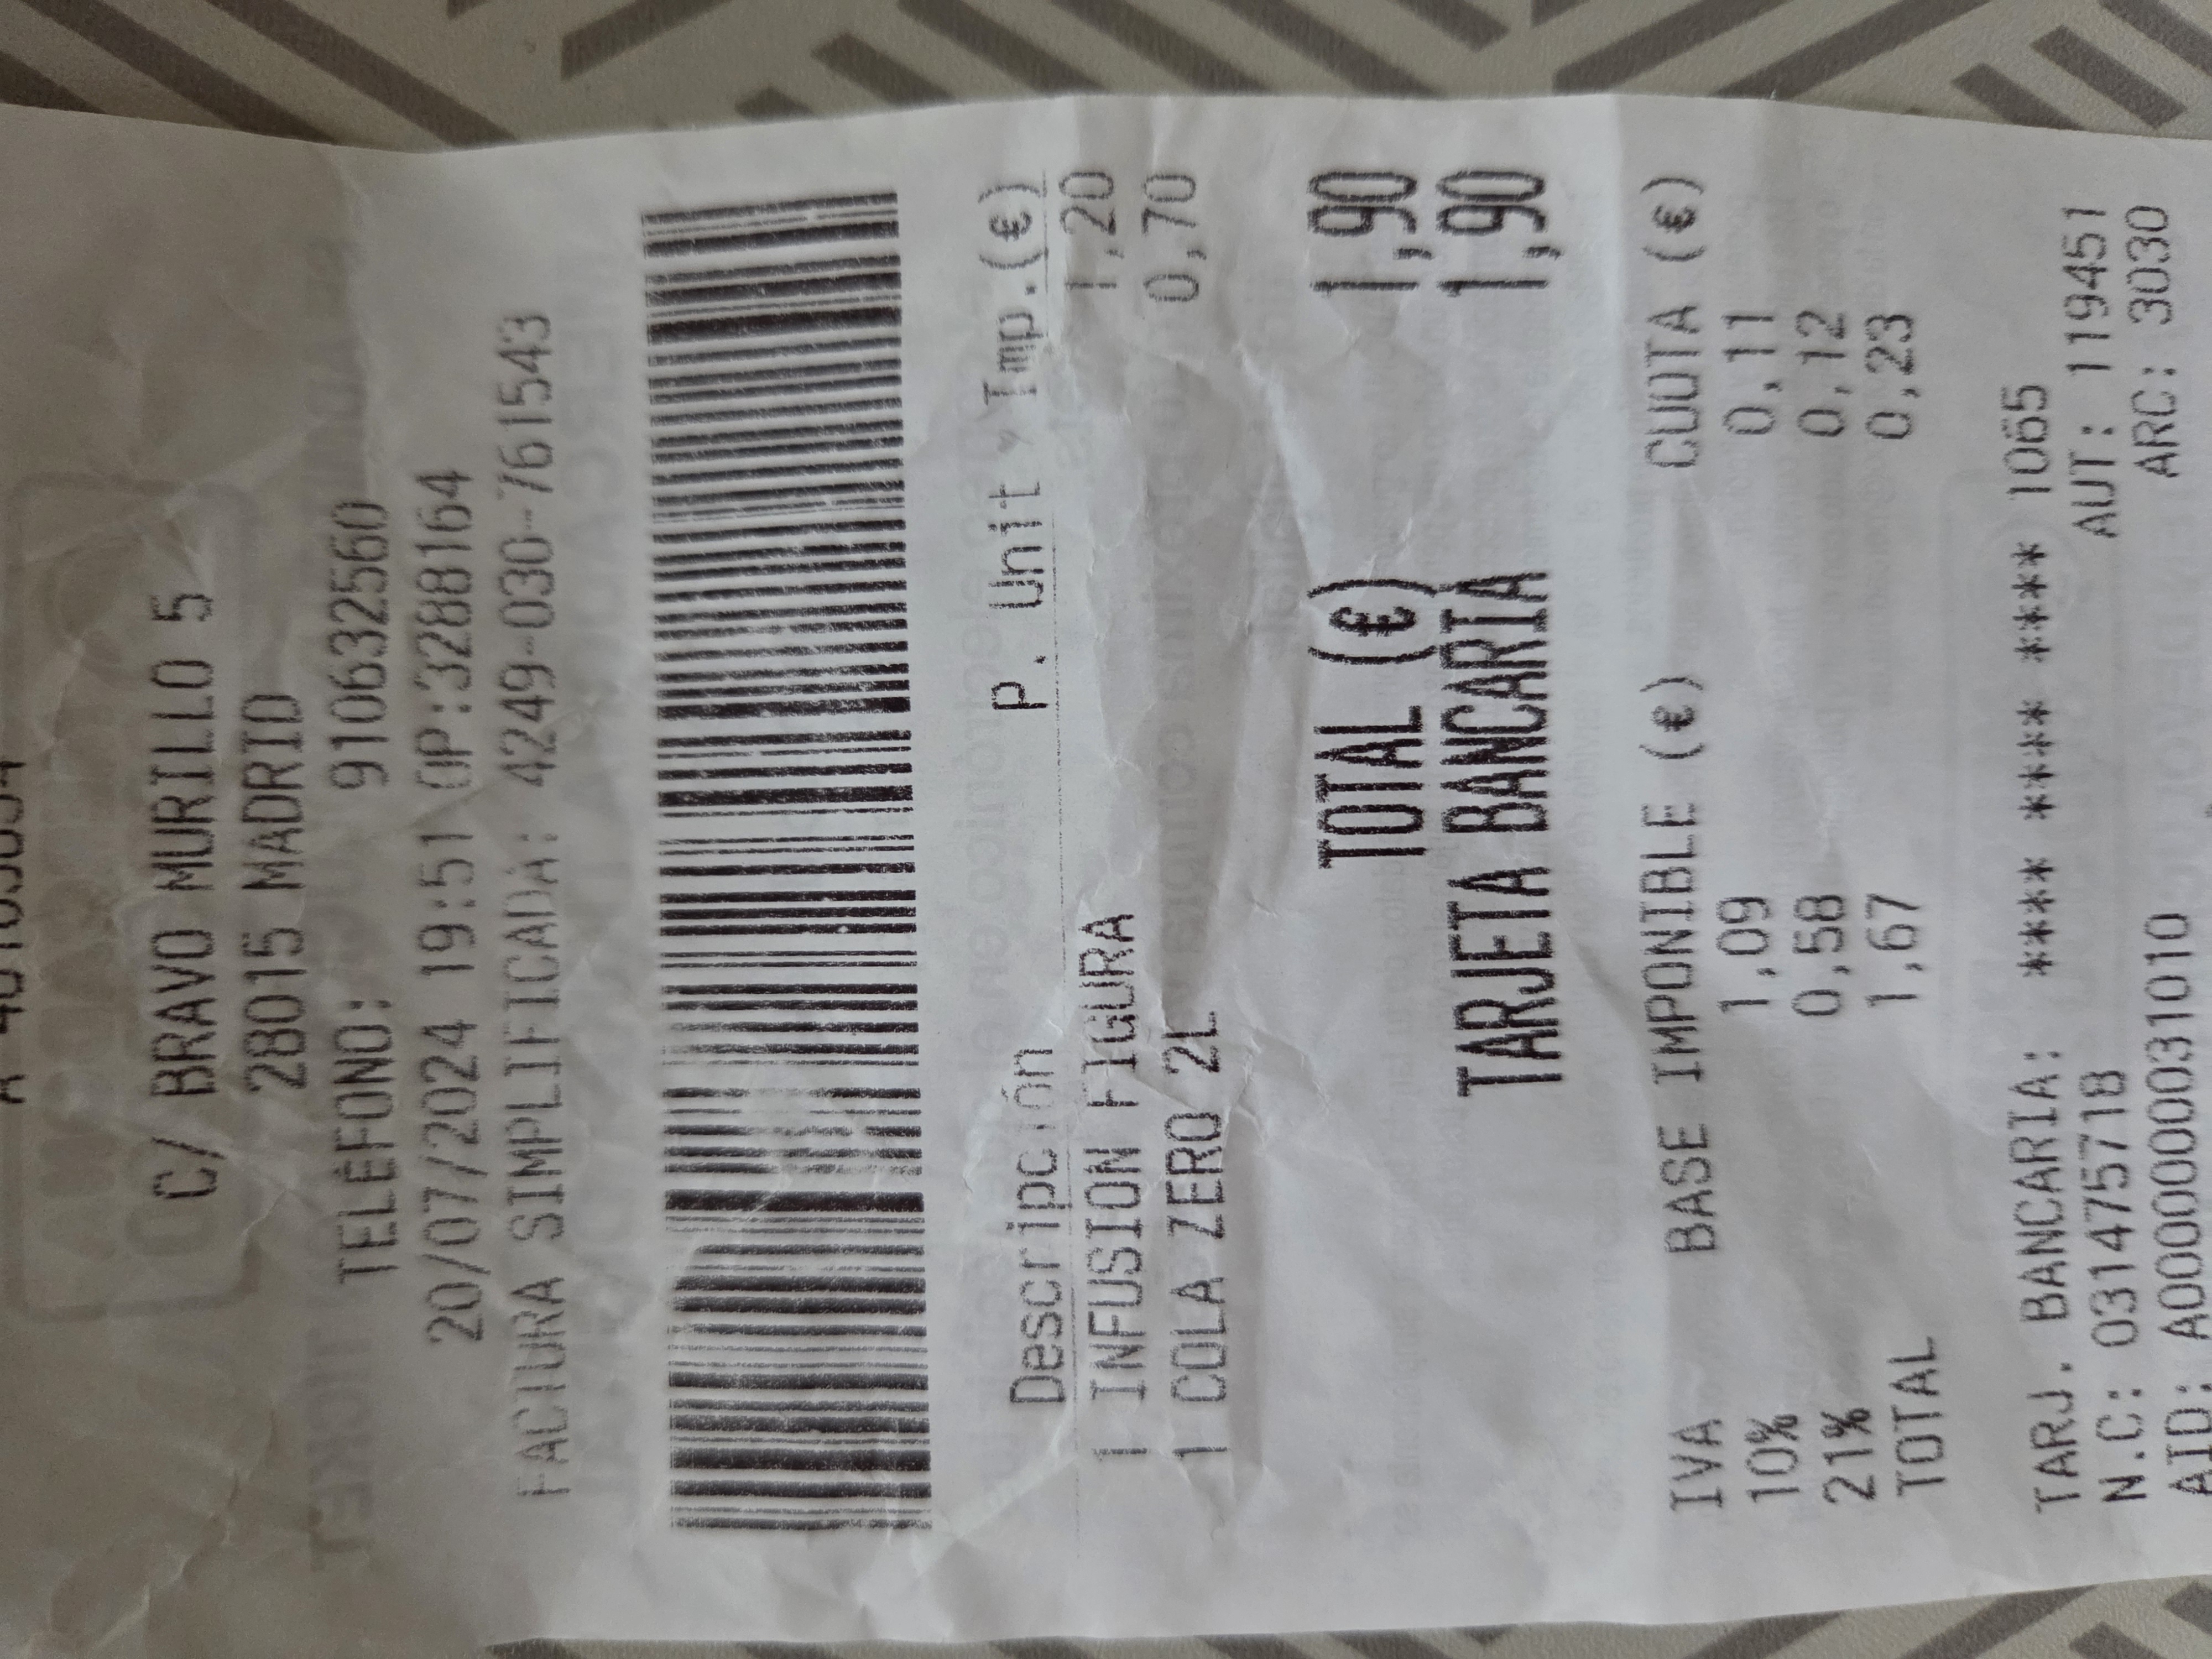 C/ BRAVO MURILLO 5
28015 MADRID
TELÉFONO: 910632560
20/07/2024 19:51 OP:3288164
FACTURA SIMPLIFICADA: 4249-030-761543
Descripción P. Unit Imp.(€)
1 INFUSION FIGURA 1,20
1 COLA ZERO 2L 0,70
TOTAL (€) 1,90
TARJETA BANCARIA 1,90
IVA BASE IMPONIBLE (€) CUOTA (€)
10% 1,09 0,11
21% 0,58 0,12
TOTAL 1,67 0,23
TARJ. BANCARIA: **** **** **** 1065
N.C: 031475718 AUT: 119451
AID: A0000000031010 ARC: 3030